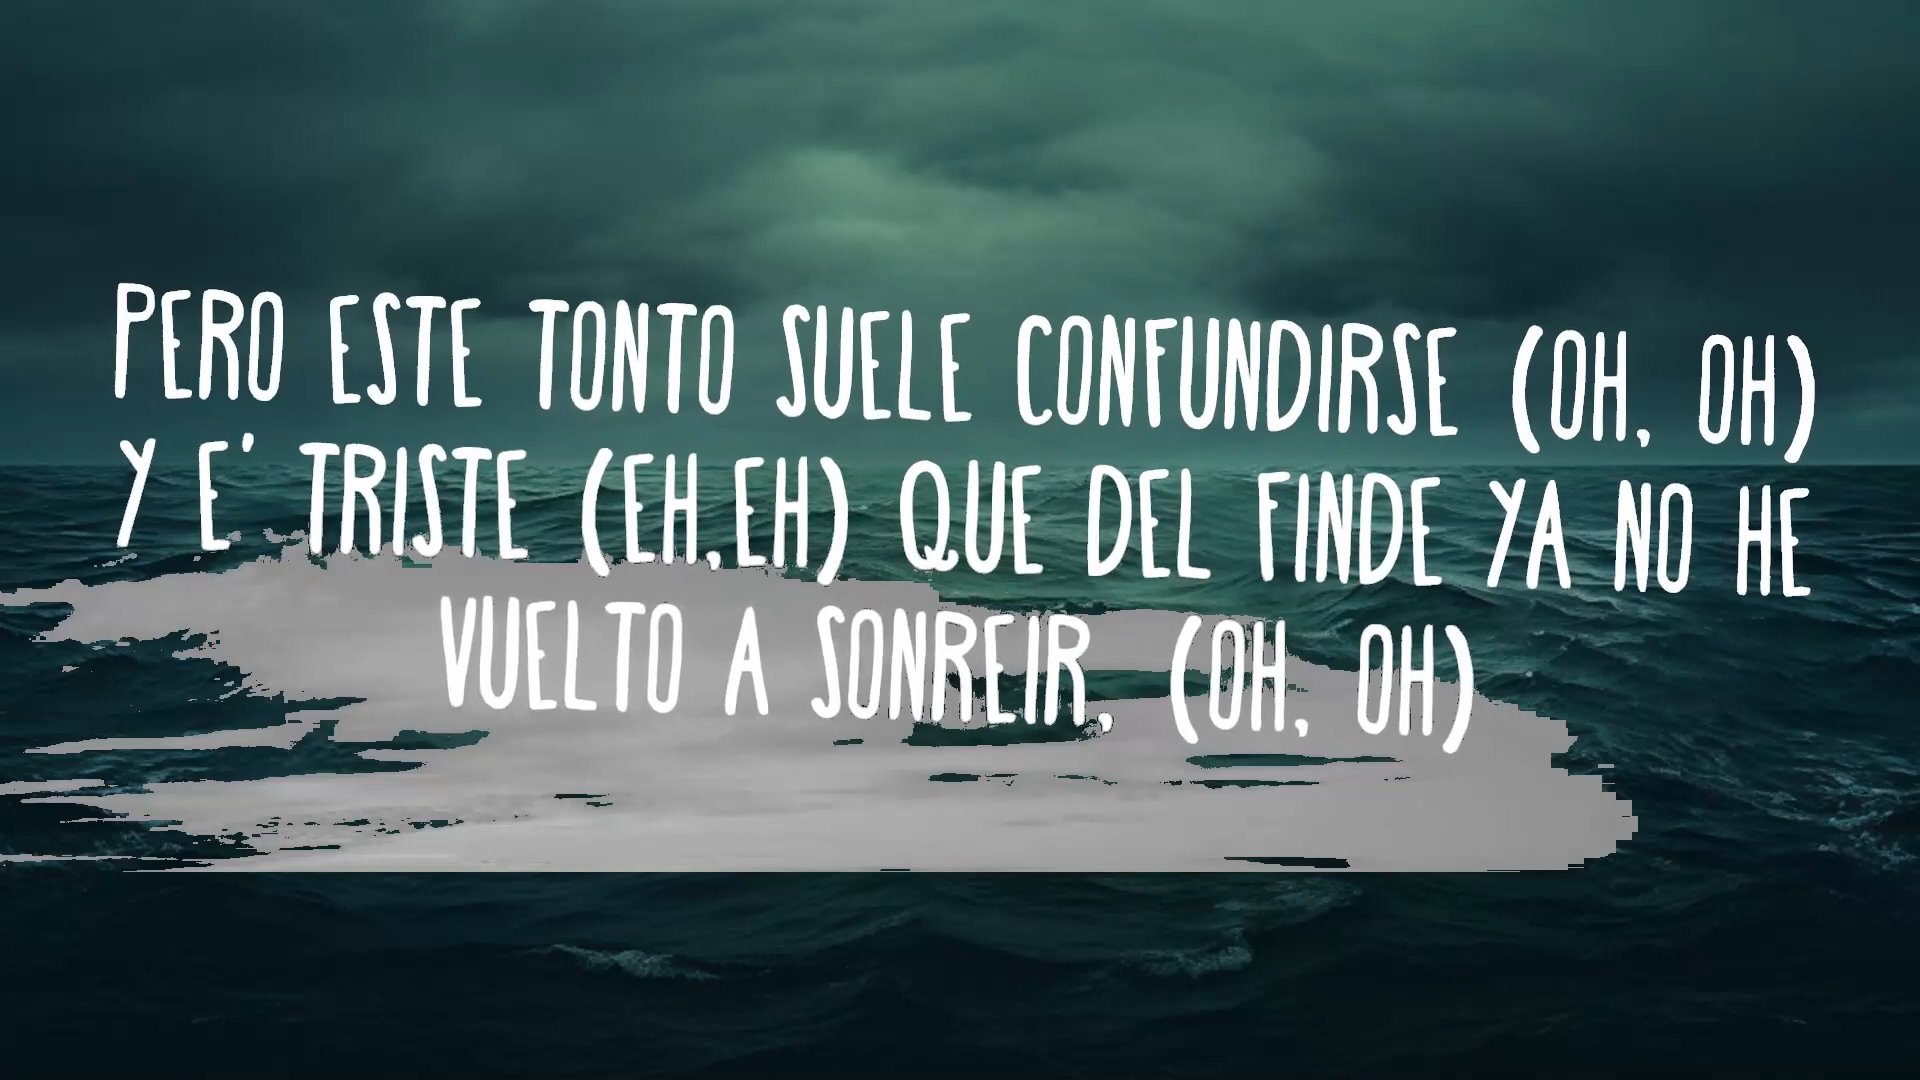 PERO ESTE TONTO SUELE CONFUNDIRSE (OH, OH)
Y E' TRISTE (EH,EH) QUE DEL FINDE YA NO HE
VUELTO A SONREIR, (OH, OH)